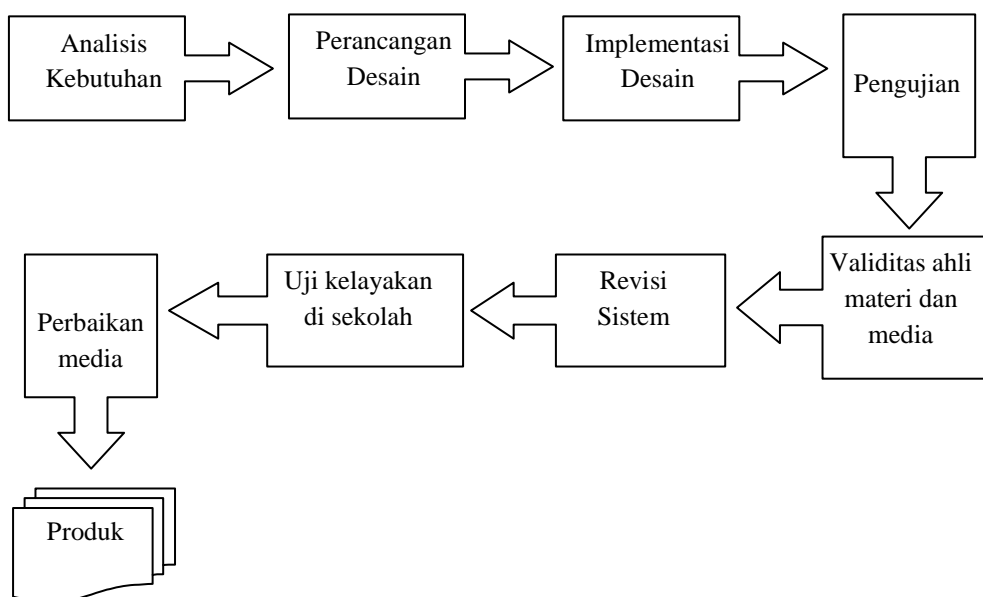 Analisis
Kebutuhan
Perancangan
Desain
Implementasi
Desain
Pengujian
Validitas ahli
materi dan
media
Revisi
Sistem
Uji kelayakan
di sekolah
Perbaikan
media
Produk